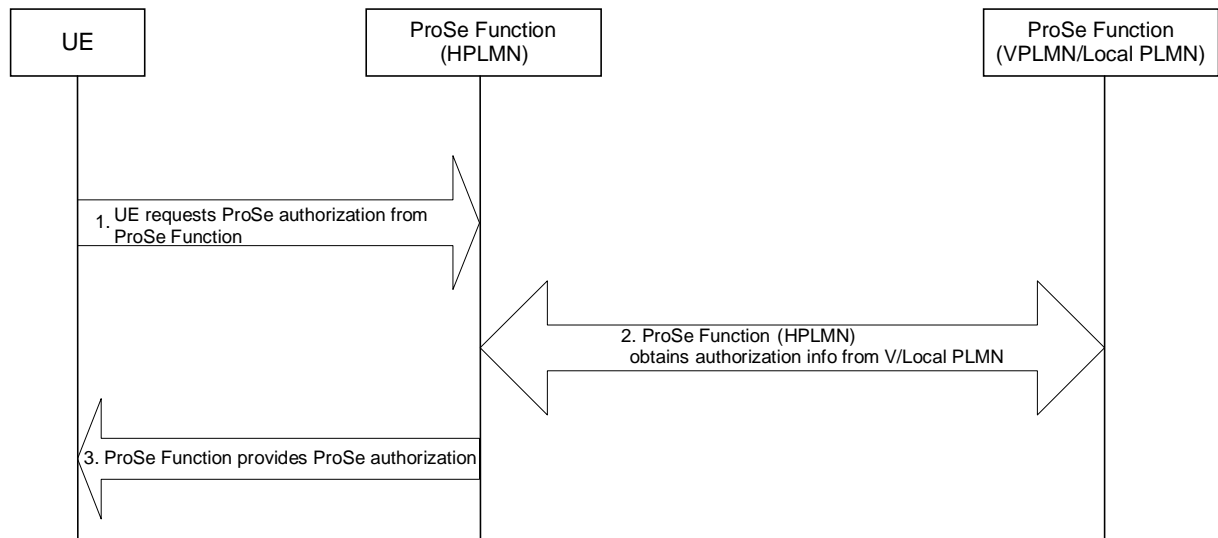 UE
ProSe Function
(HPLMN)
ProSe Function
(VPLMN/Local PLMN)
1. UE requests ProSe authorization from
ProSe Function
2. ProSe Function (HPLMN)
obtains authorization info from V/Local PLMN
3. ProSe Function provides ProSe authorization